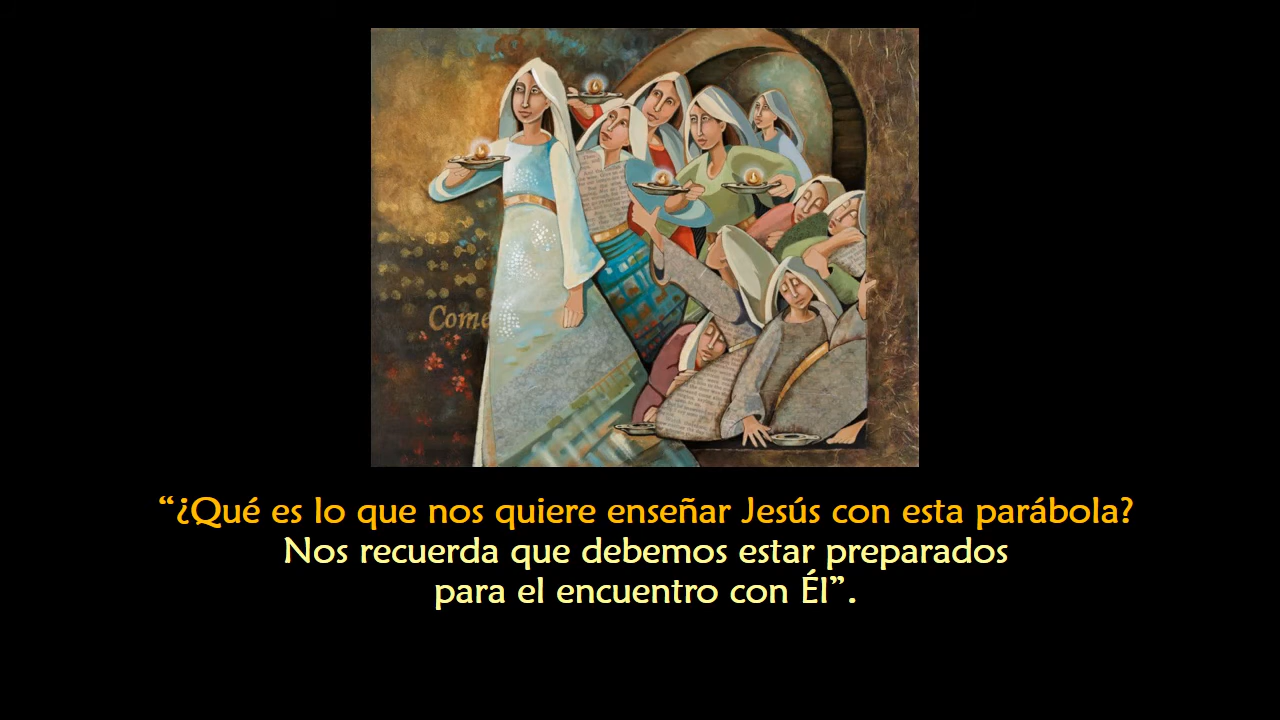 Come
“¿Qué es lo que nos quiere enseñar Jesús con esta parábola?
Nos recuerda que debemos estar preparados
para el encuentro con Él”.